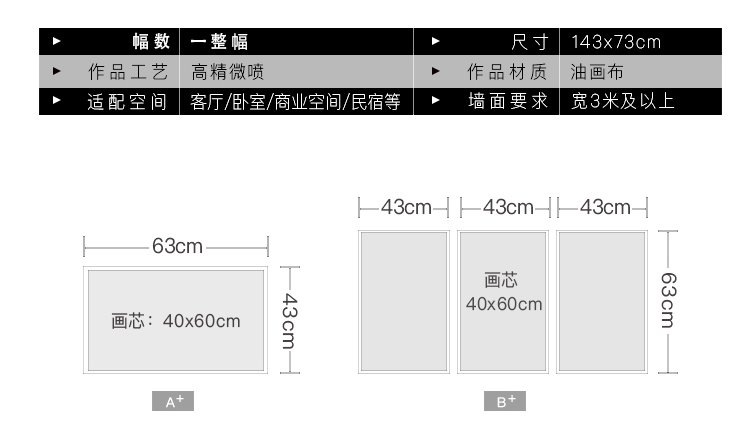 ▶ 幅数 一整幅 ▶ 尺寸 143x73cm
▶ 作品工艺 高精微喷 ▶ 作品材质 油画布
▶ 适配空间 客厅/卧室/商业空间/民宿等 ▶ 墙面要求 宽3米及以上
43cm 43cm 43cm
63cm
画芯：40x60cm
43cm
画芯
40x60cm
63cm
A+
B+